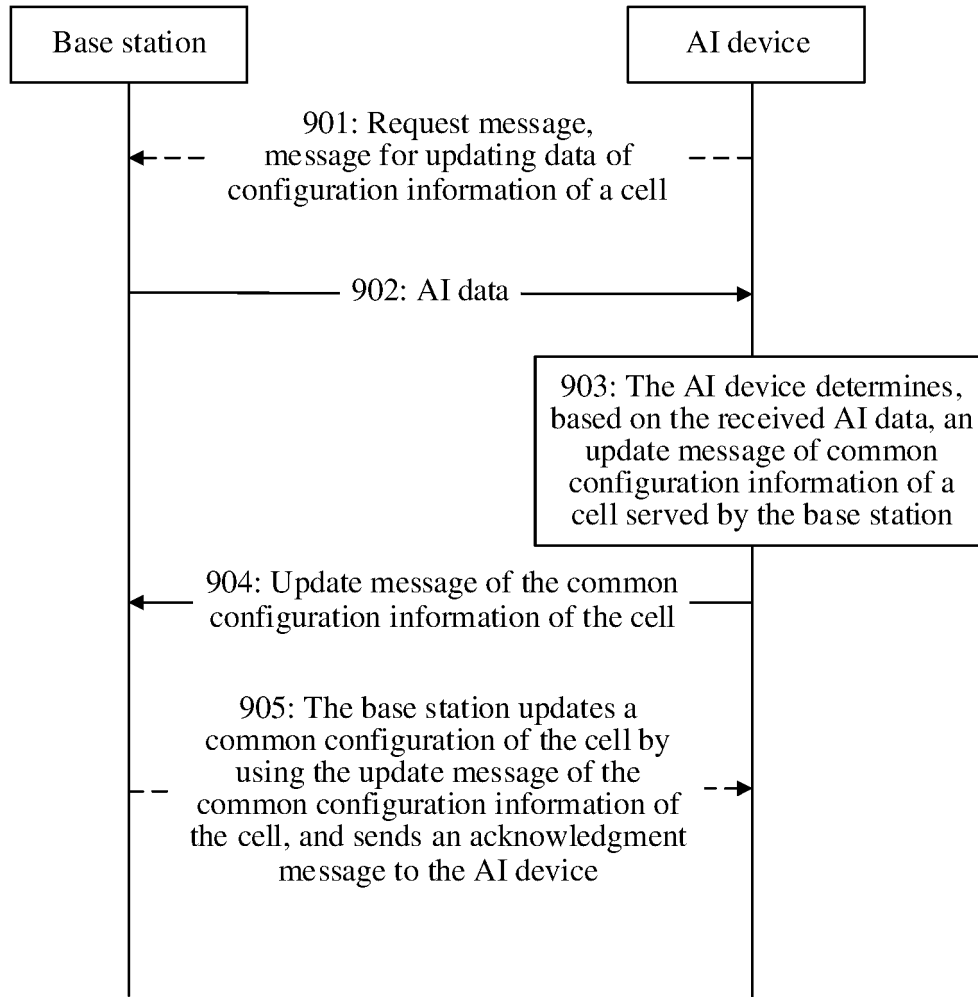 Base station
AI device
901: Request message,
message for updating data of
configuration information of a cell
902: AI data
903: The AI device determines,
based on the received AI data, an
update message of common
configuration information of a
cell served by the base station
904: Update message of the common
configuration information of the cell
905: The base station updates a
common configuration of the cell by
using the update message of the
common configuration information of
the cell, and sends an acknowledgment
message to the AI device